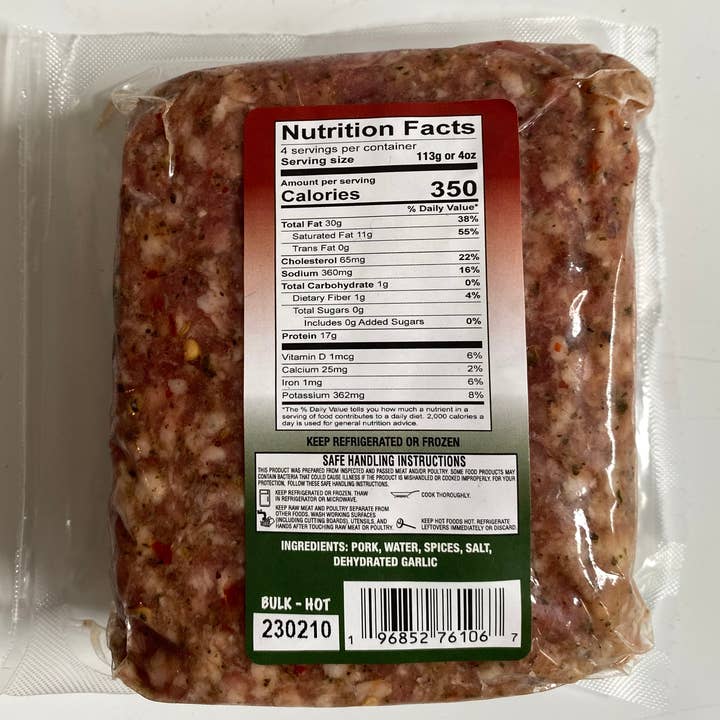 Nutrition Facts
4 servings per container
Serving size 113g or 4oz
Amount per serving
Calories 350
% Daily Value*
Total Fat 30g 38%
Saturated Fat 11g 55%
Trans Fat 0g
Cholesterol 65mg 22%
Sodium 360mg 16%
Total Carbohydrate 1g 0%
Dietary Fiber 1g 4%
Total Sugars 0g
Includes 0g Added Sugars 0%
Protein 17g
Vitamin D 1mcg 6%
Calcium 25mg 2%
Iron 1mg 6%
Potassium 362mg 8%
*The % Daily Value tells you how much a nutrient in a
serving of food contributes to a daily diet. 2,000 calories a
day is used for general nutrition advice.
KEEP REFRIGERATED OR FROZEN
SAFE HANDLING INSTRUCTIONS
THIS PRODUCT WAS PREPARED FROM INSPECTED AND PASSED MEAT AND/OR POULTRY. SOME FOOD PRODUCTS MAY
CONTAIN BACTERIA THAT COULD CAUSE ILLNESS IF THE PRODUCT IS MISHANDLED OR COOKED IMPROPERLY. FOR YOUR
PROTECTION, FOLLOW THESE SAFE HANDLING INSTRUCTIONS.
KEEP REFRIGERATED OR FROZEN. THAW
IN REFRIGERATOR OR MICROWAVE.
COOK THOROUGHLY.
KEEP RAW MEAT AND POULTRY SEPARATE FROM
OTHER FOODS. WASH WORKING SURFACES
(INCLUDING CUTTING BOARDS), UTENSILS, AND
HANDS AFTER TOUCHING RAW MEAT OR POULTRY.
KEEP HOT FOODS HOT. REFRIGERATE
LEFTOVERS IMMEDIATELY OR DISCARD.
INGREDIENTS: PORK, WATER, SPICES, SALT,
DEHYDRATED GARLIC
BULK - HOT
230210
1 96852 76106 7